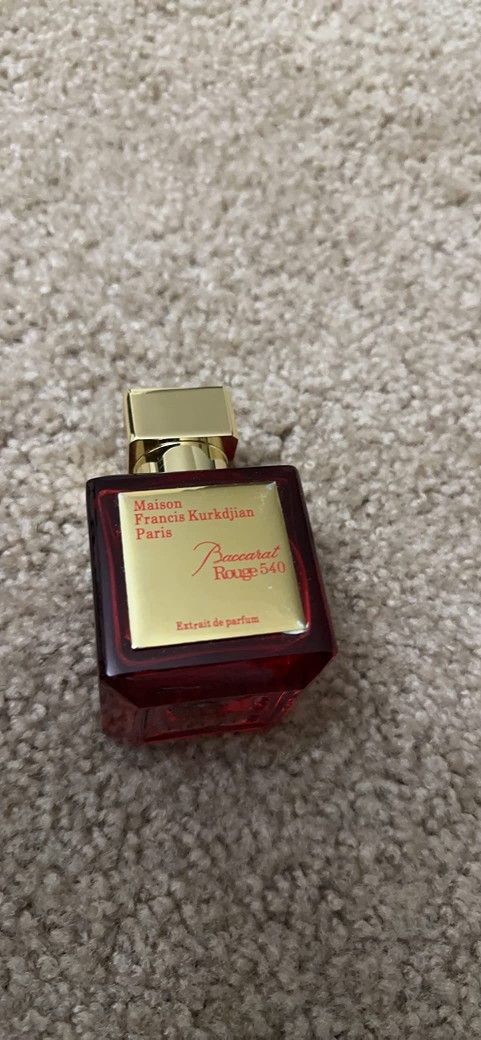 Maison
Francis Kurkdjian
Paris
Baccarat
Rouge 540
Extrait de parfum